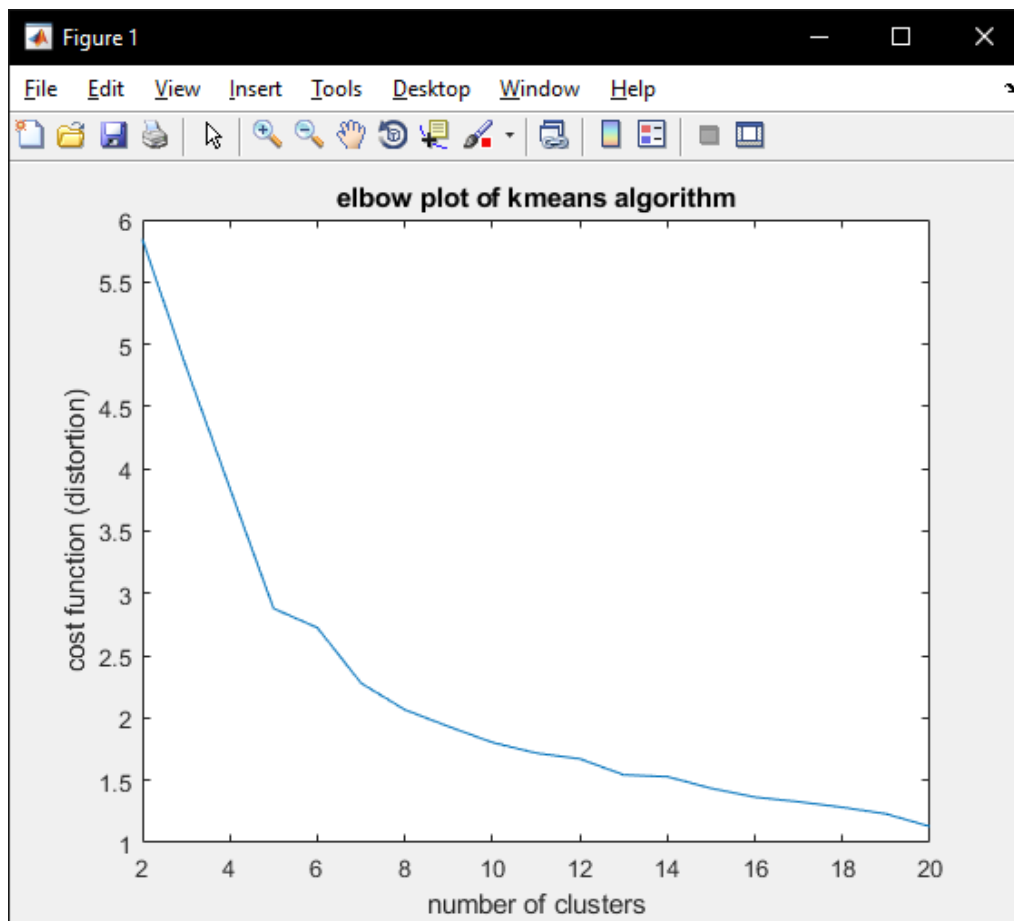 Figure 1
File Edit View Insert Tools Desktop Window Help
elbow plot of kmeans algorithm
6
5.5
5
4.5
4
3.5
3
2.5
2
1.5
1
cost function (distortion)
2 4 6 8 10 12 14 16 18 20
number of clusters